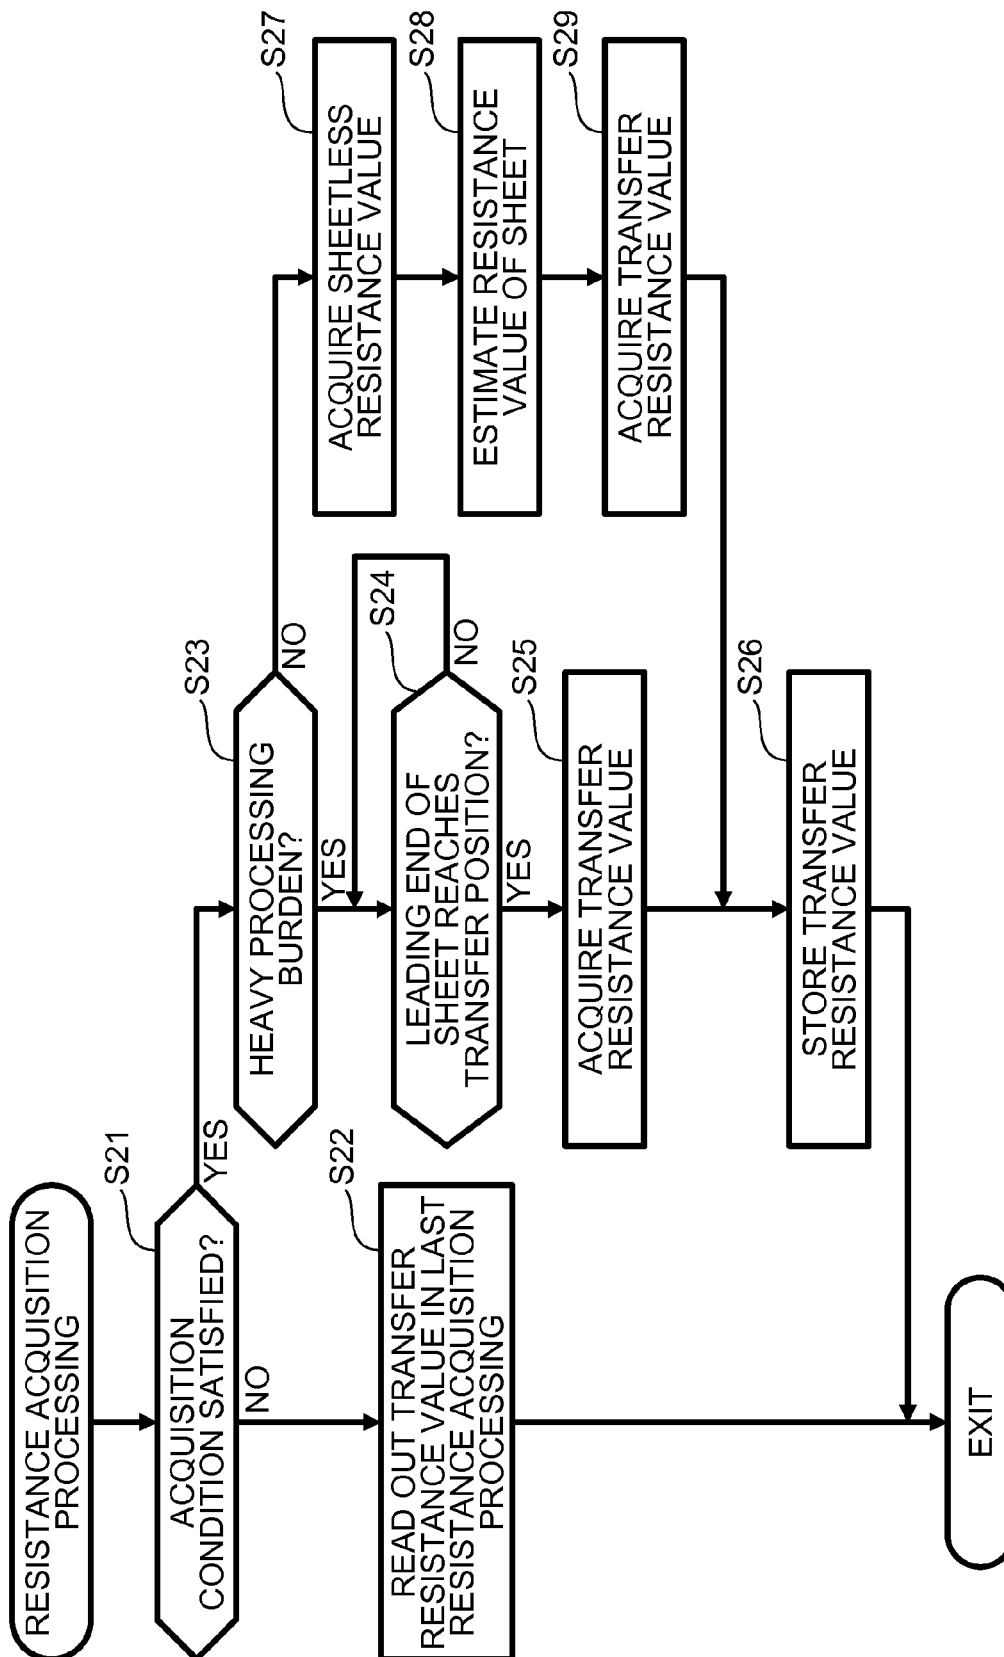 RESISTANCE ACQUISITION
PROCESSING
S21
ACQUISITION
CONDITION SATISFIED?
YES
NO
S22
READ OUT TRANSFER
RESISTANCE VALUE IN LAST
RESISTANCE ACQUISITION
PROCESSING
S23
HEAVY PROCESSING
BURDEN?
NO
YES
S24
LEADING END OF
SHEET REACHES
TRANSFER POSITION?
NO
YES
S25
ACQUIRE TRANSFER
RESISTANCE VALUE
S26
STORE TRANSFER
RESISTANCE VALUE
S27
ACQUIRE SHEETLESS
RESISTANCE VALUE
S28
ESTIMATE RESISTANCE
VALUE OF SHEET
S29
ACQUIRE TRANSFER
RESISTANCE VALUE
EXIT